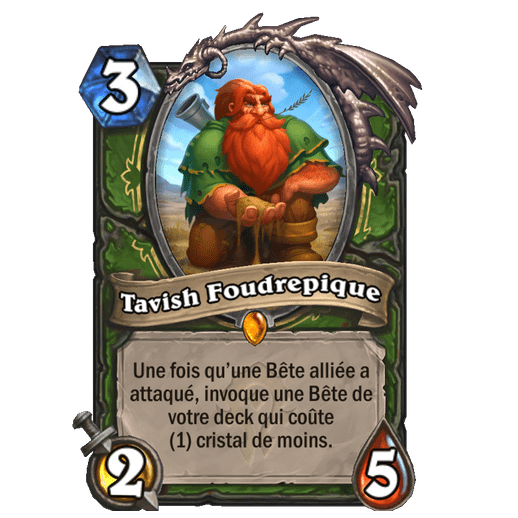 3
Tavish Foudrepique
Une fois qu'une Bête alliée a
attaqué, invoque une Bête de
votre deck qui coûte
(1) cristal de moins.
2
5